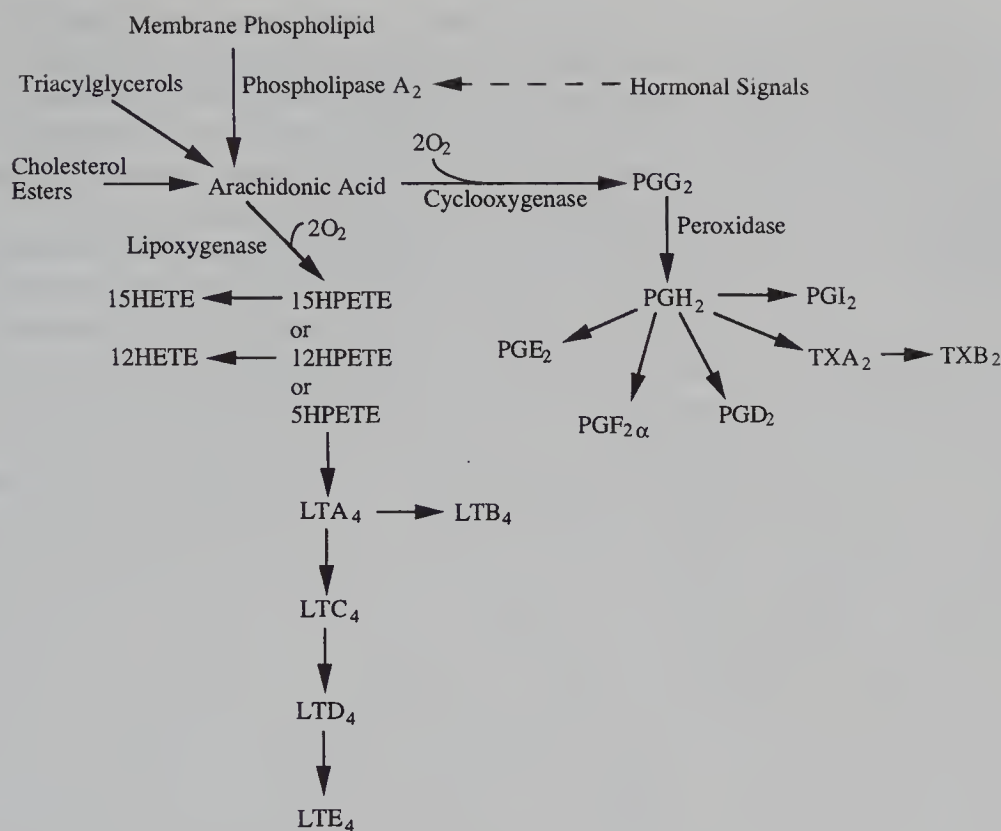 Membrane Phospholipid
Triacylglycerols
Phospholipase A₂
Hormonal Signals
Cholesterol
Esters
Arachidonic Acid
2O₂
Cyclooxygenase
PGG₂
Lipoxygenase
2O₂
Peroxidase
15HETE
15HPETE
or
12HETE
12HPETE
or
5HPETE
PGH₂
PGI₂
PGE₂
TXA₂
TXB₂
PGF₂α
PGD₂
LTA₄
LTB₄
LTC₄
LTD₄
LTE₄